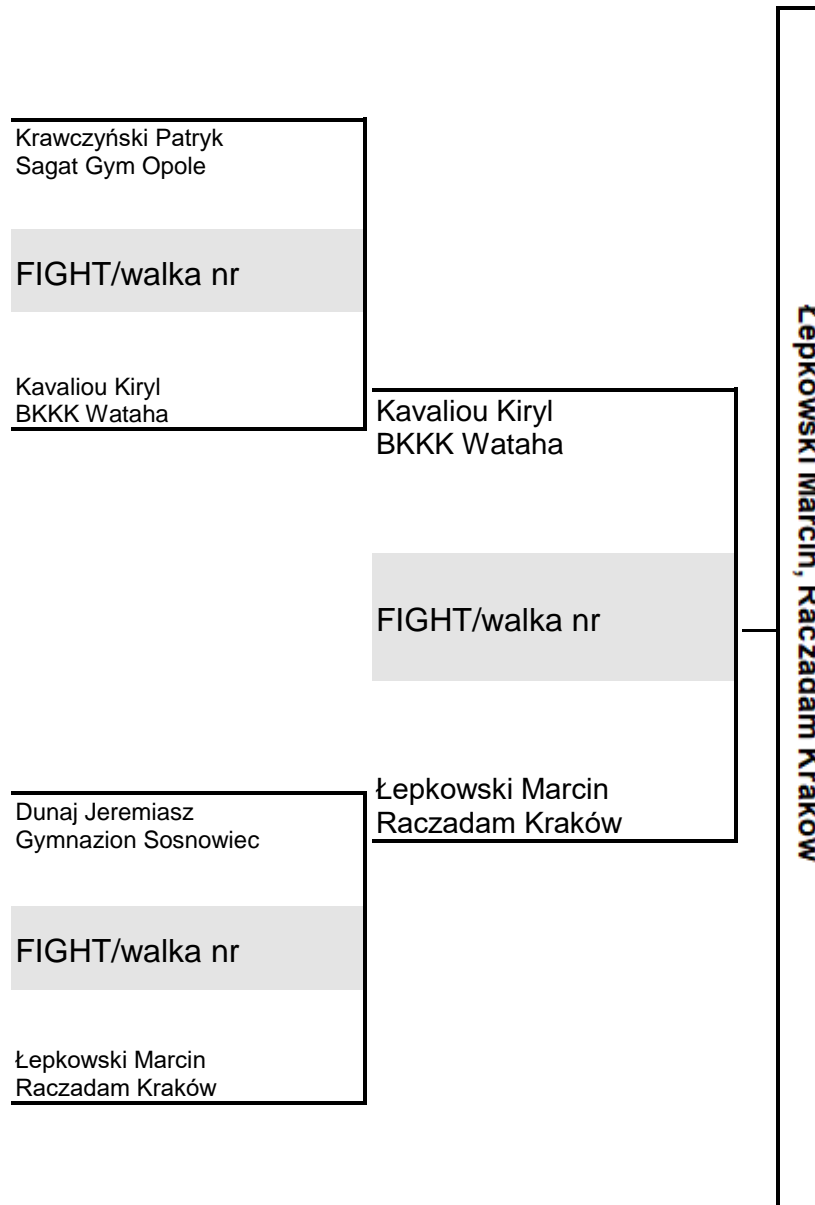 Krawczyński Patryk
Sagat Gym Opole
FIGHT/walka nr
Kavaliou Kiryl
BKKK Wataha
Kavaliou Kiryl
BKKK Wataha
FIGHT/walka nr
Łepkowski Marcin
Raczadam Kraków
Dunaj Jeremiasz
Gymnazion Sosnowiec
FIGHT/walka nr
Łepkowski Marcin
Raczadam Kraków
Łepkowski Marcin, Raczadam Kraków